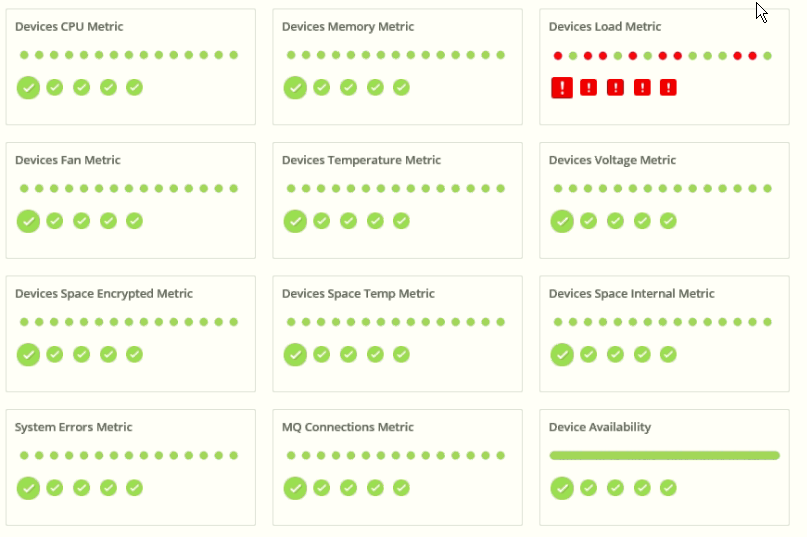 Devices CPU Metric
Devices Memory Metric
Devices Load Metric
Devices Fan Metric
Devices Temperature Metric
Devices Voltage Metric
Devices Space Encrypted Metric
Devices Space Temp Metric
Devices Space Internal Metric
System Errors Metric
MQ Connections Metric
Device Availability